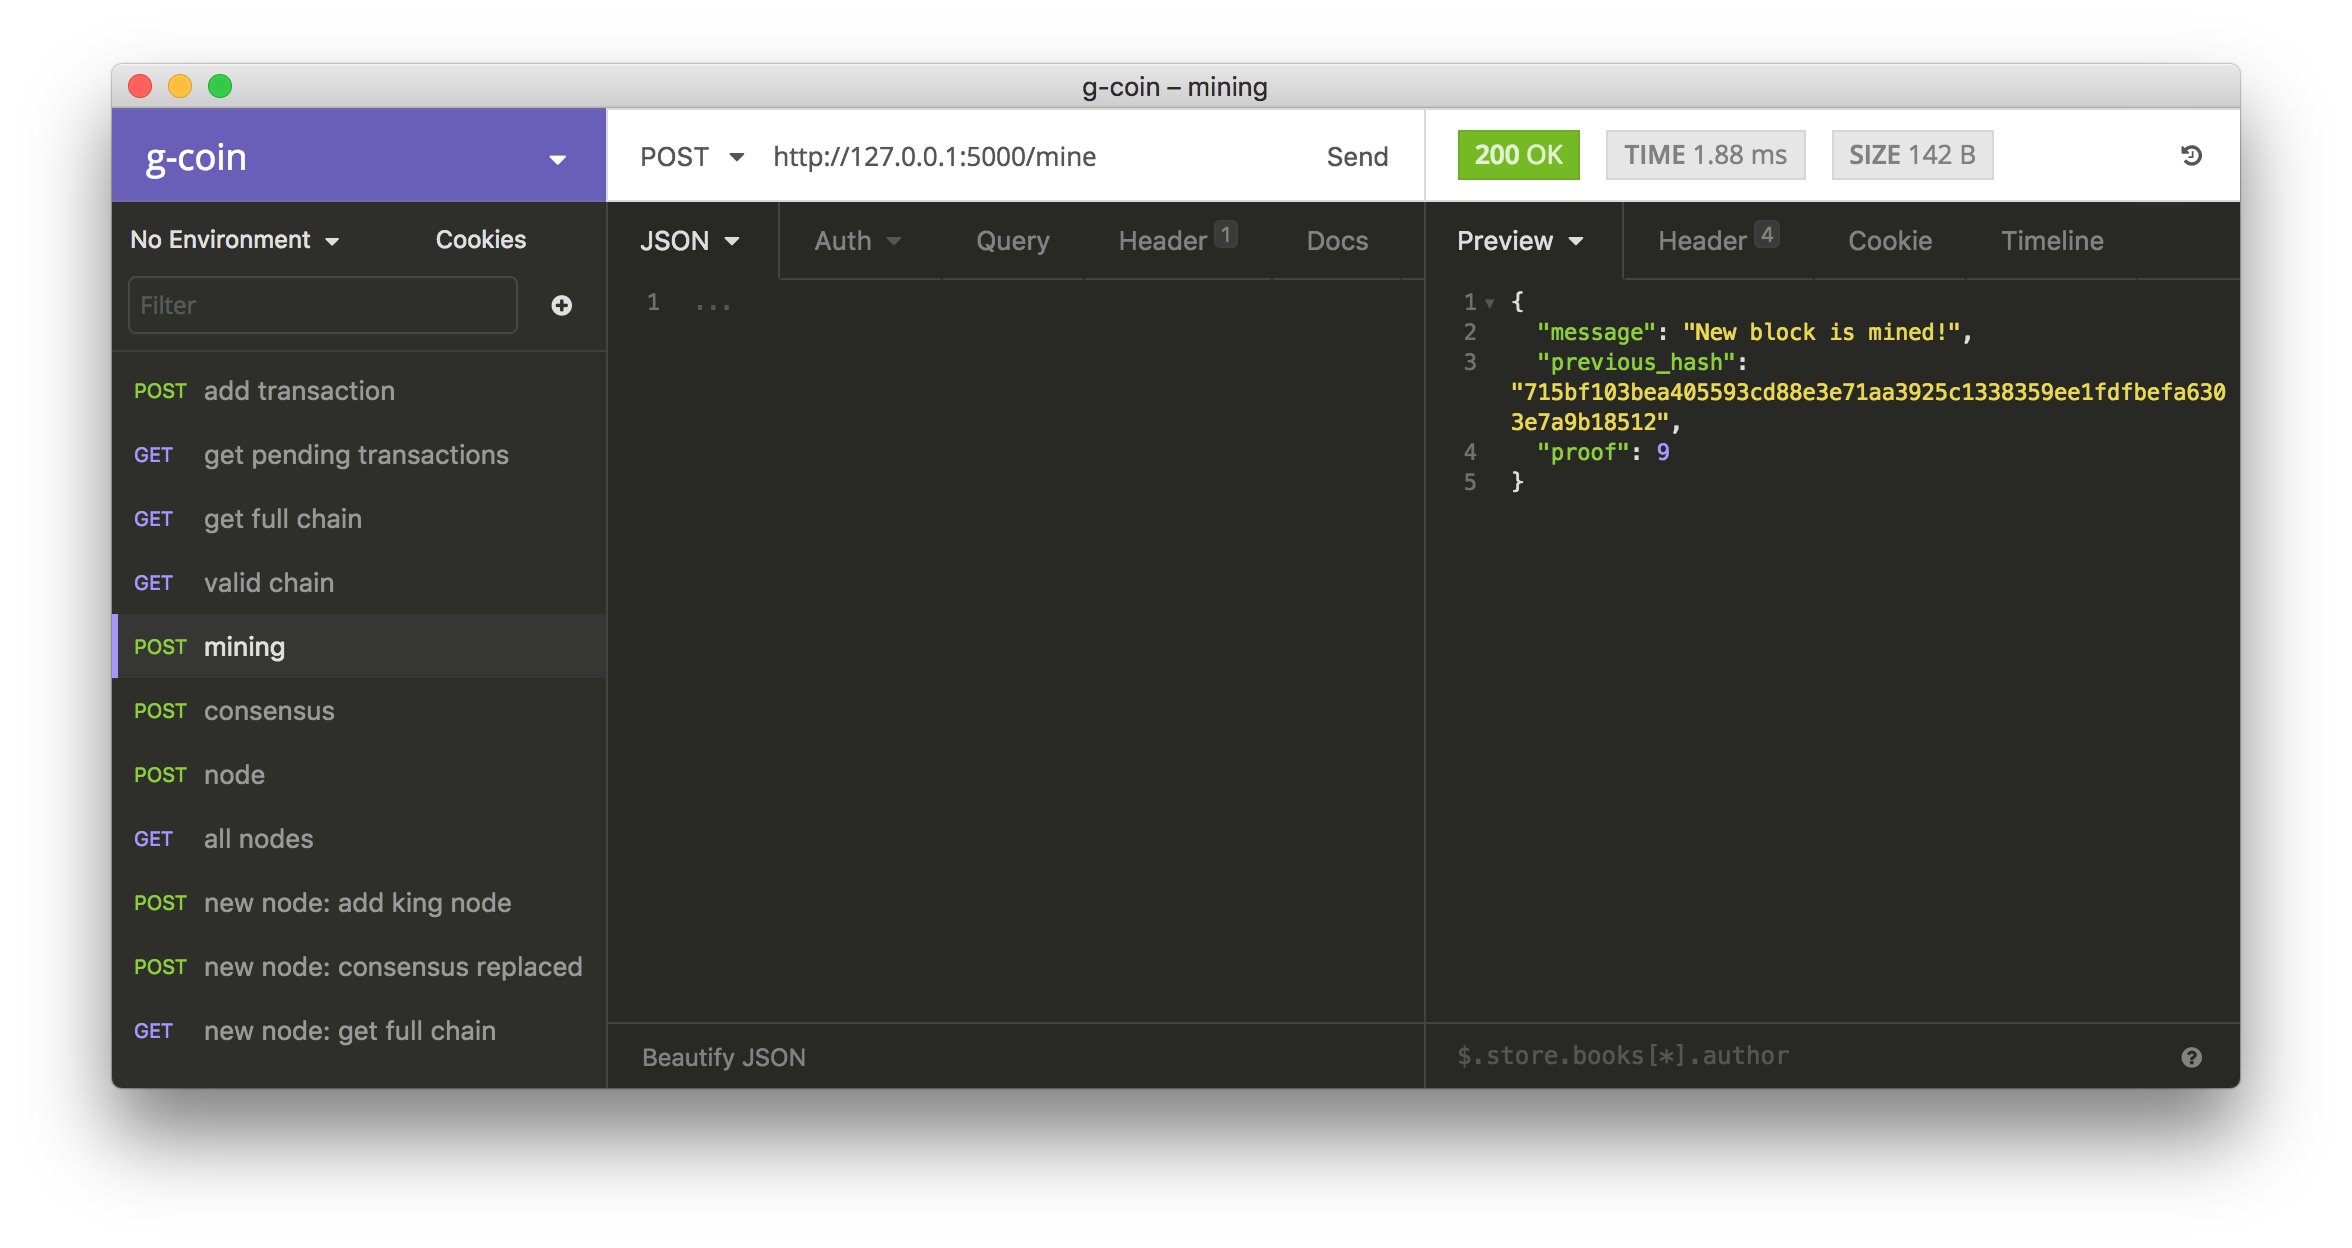 g-coin – mining
g-coin
POST http://127.0.0.1:5000/mine Send
200 OK TIME 1.88 ms SIZE 142 B
No Environment Cookies
Filter
POST add transaction
GET get pending transactions
GET get full chain
GET valid chain
POST mining
POST consensus
POST node
GET all nodes
POST new node: add king node
POST new node: consensus replaced
GET new node: get full chain
JSON Auth Query Header 1 Docs
1 ...
Beautify JSON
Preview Header 4 Cookie Timeline
1 {
2 "message": "New block is mined!",
3 "previous_hash":
"715bf103bea405593cd88e3e71aa3925c1338359ee1fdfbefa630
3e7a9b18512",
4 "proof": 9
5 }
$.store.books[*].author